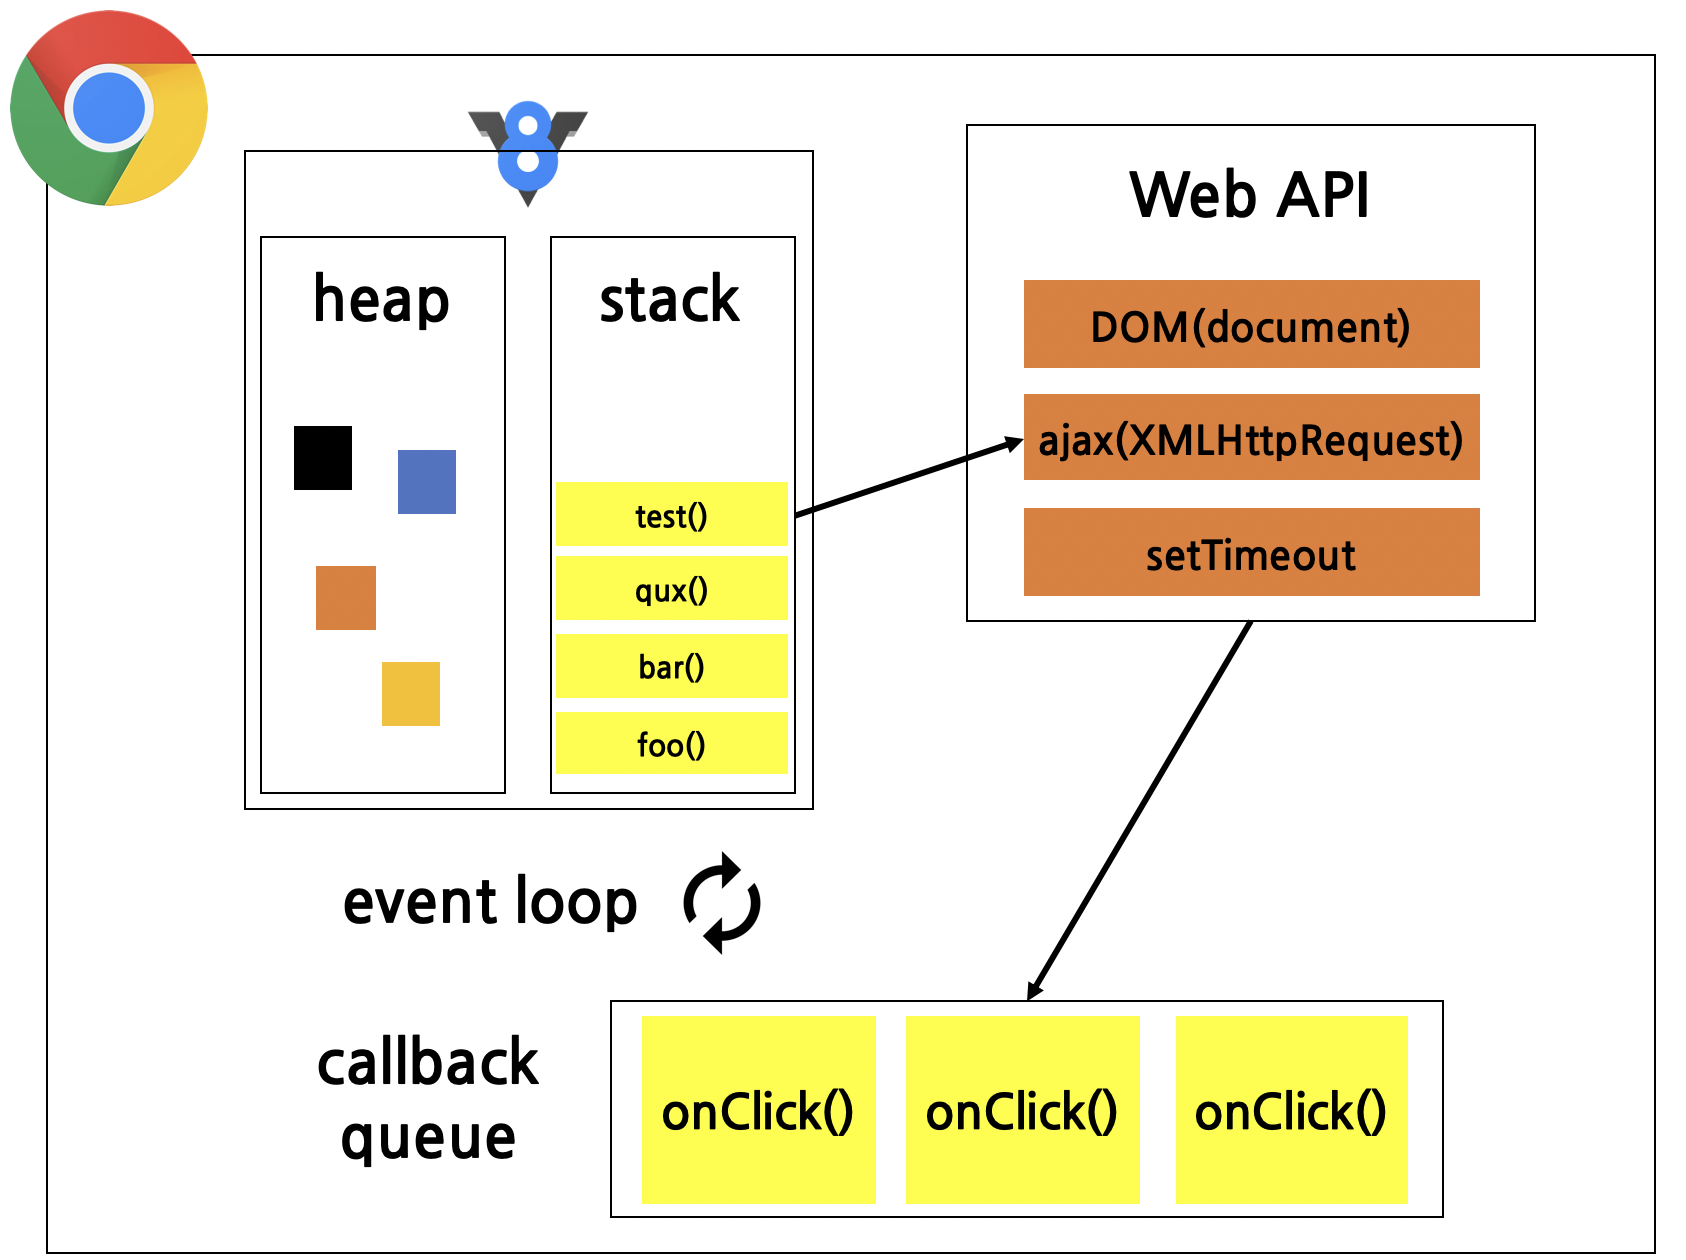 heap
stack
test()
qux()
bar()
foo()
Web API
DOM(document)
ajax(XMLHttpRequest)
setTimeout
event loop
callback
queue
onClick()
onClick()
onClick()